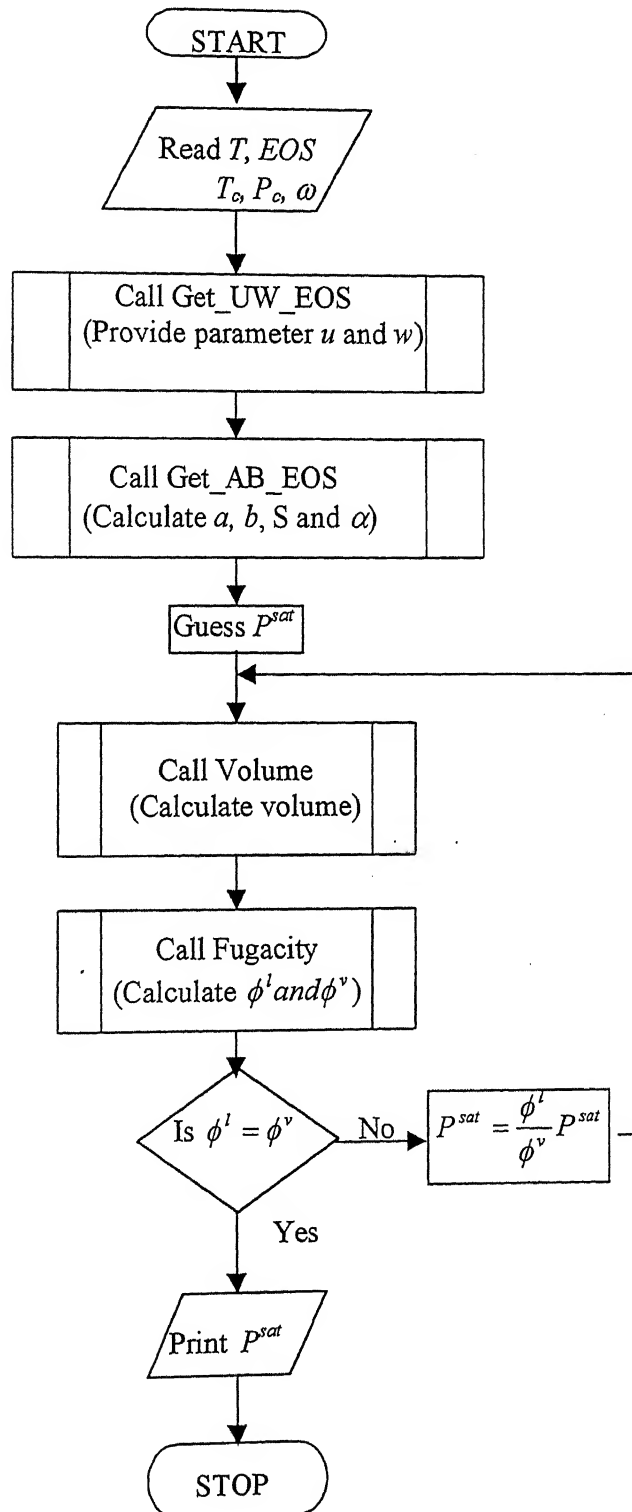 START
Read T, EOS
T_c, P_c, ω
Call Get_UW_EOS
(Provide parameter u and w)
Call Get_AB_EOS
(Calculate a, b, S and α)
Guess P^{sat}
Call Volume
(Calculate volume)
Call Fugacity
(Calculate ϕ^l and ϕ^v)
Is ϕ^l = ϕ^v
No
P^{sat} = \frac{ϕ^l}{ϕ^v} P^{sat}
Yes
Print P^{sat}
STOP